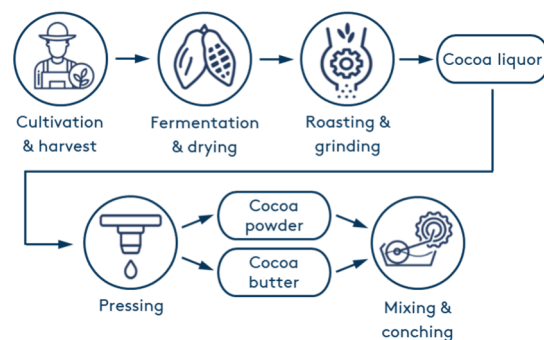 Cocoa liquor
Cultivation
& harvest
Fermentation
& drying
Roasting &
grinding
Cocoa
powder
Cocoa
butter
Pressing
Mixing &
conching